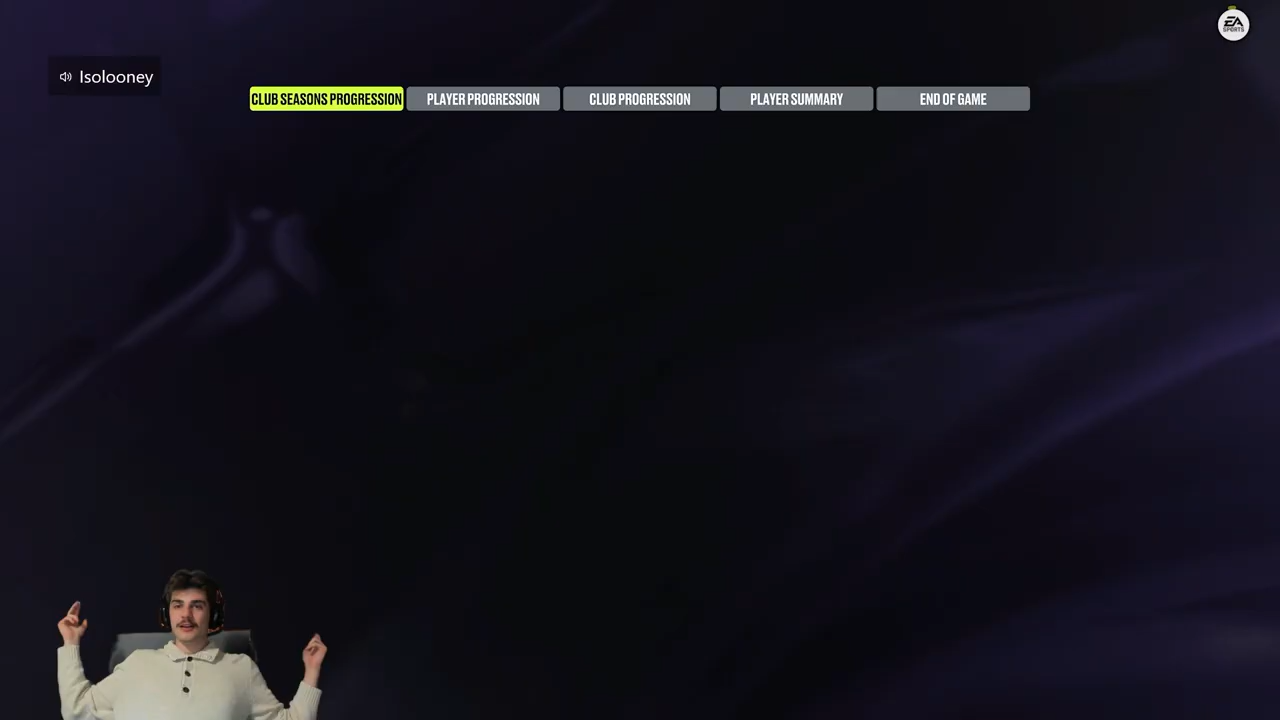 EA
SPORTS
Isolooney
CLUB SEASONS PROGRESSION
PLAYER PROGRESSION
CLUB PROGRESSION
PLAYER SUMMARY
END OF GAME